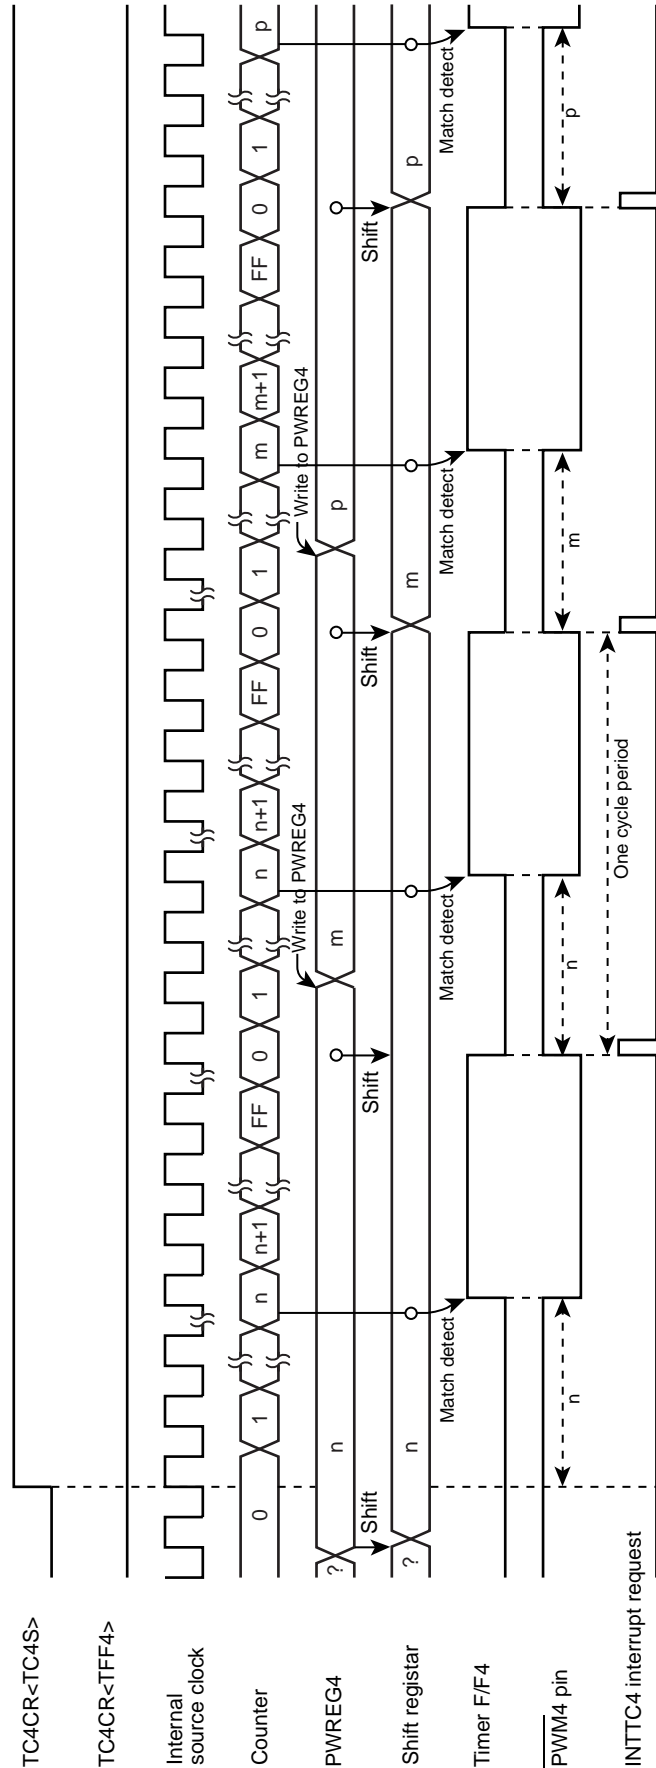 TC4CR<TC4S>
TC4CR<TFF4>
Internal
source clock
Counter 0 1 n n+1 FF 0 1 n n+1 FF 0 1 m m+1 FF 0 1 p
Write to PWREG4 Write to PWREG4
PWREG4 ? n m p
Shift Shift Shift Shift
Shift registar ? n m p
Match detect Match detect Match detect Match detect
Timer F/F4
PWM4 pin n n m p
One cycle period
INTTC4 interrupt request